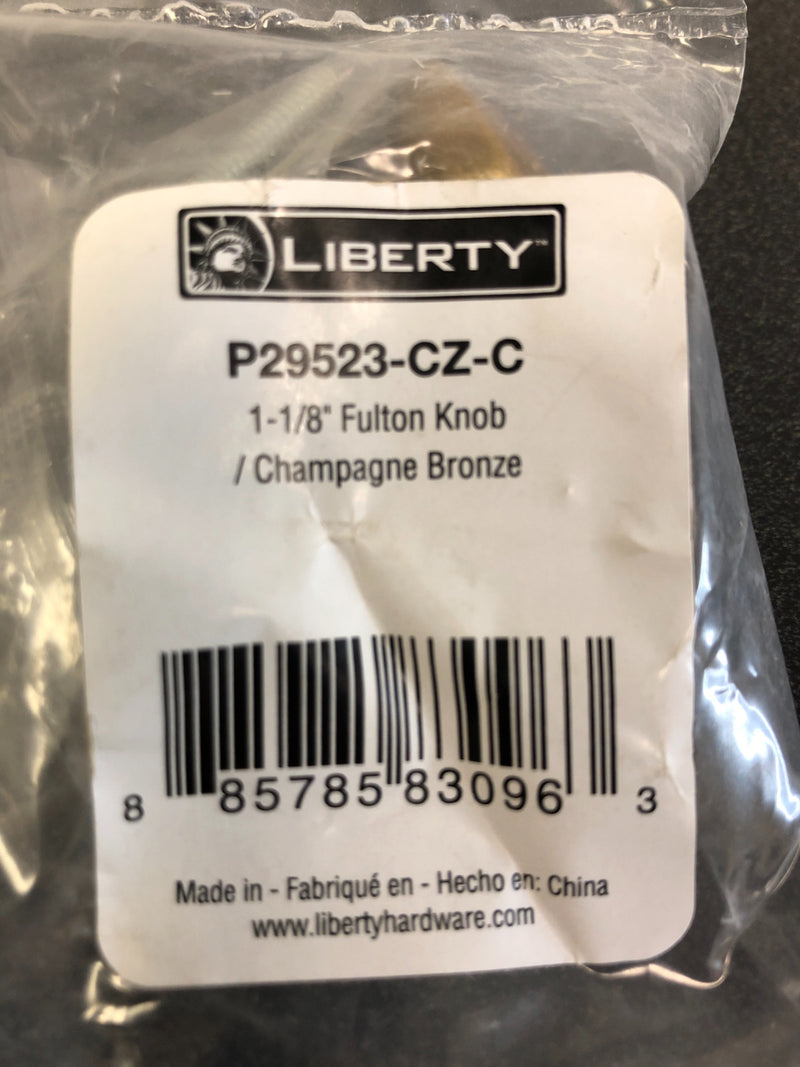 LIBERTY™
P29523-CZ-C
1-1/8" Fulton Knob
/ Champagne Bronze
8 85785 83096 3
Made in - Fabriqué en - Hecho en: China
www.libertyhardware.com